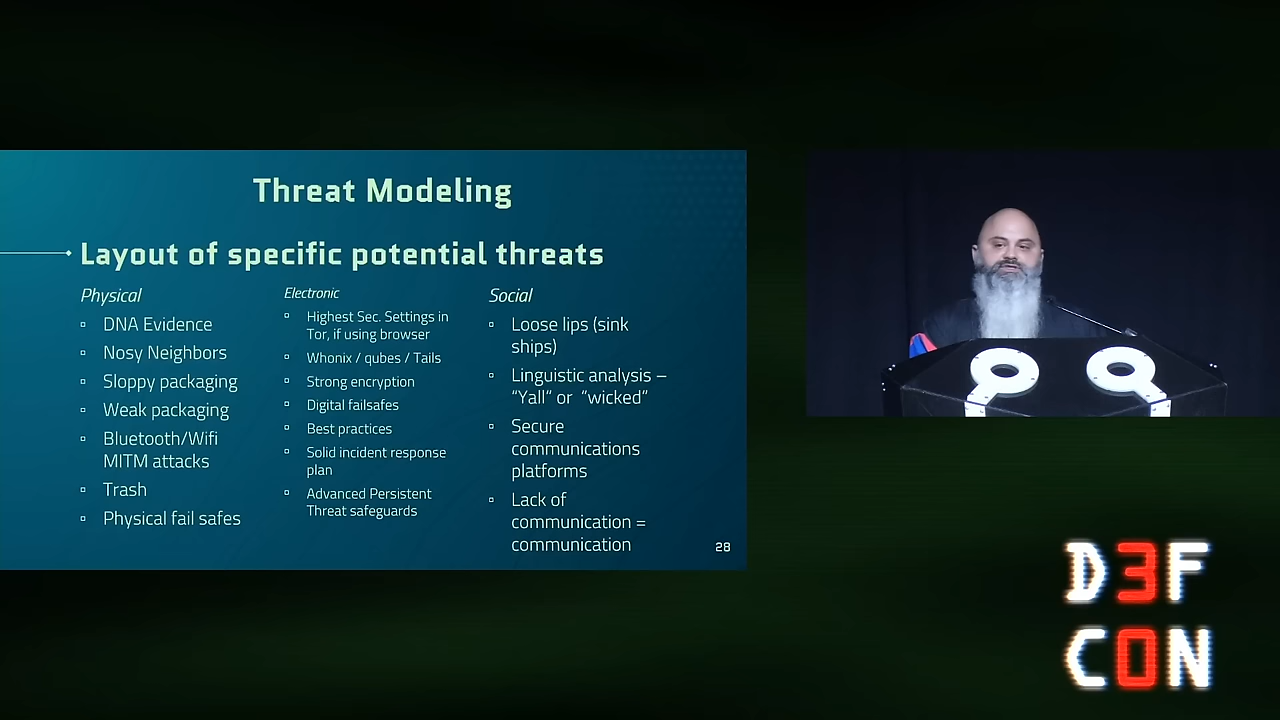 Threat Modeling
Layout of specific potential threats
Physical
▫ DNA Evidence
▫ Nosy Neighbors
▫ Sloppy packaging
▫ Weak packaging
▫ Bluetooth/Wifi
MITM attacks
▫ Trash
▫ Physical fail safes
Electronic
▫ Highest Sec. Settings in
Tor, if using browser
▫ Whonix / qubes / Tails
▫ Strong encryption
▫ Digital failsafes
▫ Best practices
▫ Solid incident response
plan
▫ Advanced Persistent
Threat safeguards
Social
▫ Loose lips (sink
ships)
▫ Linguistic analysis –
“Yall” or “wicked”
▫ Secure
communications
platforms
▫ Lack of
communication =
communication
28
D3F
C0N